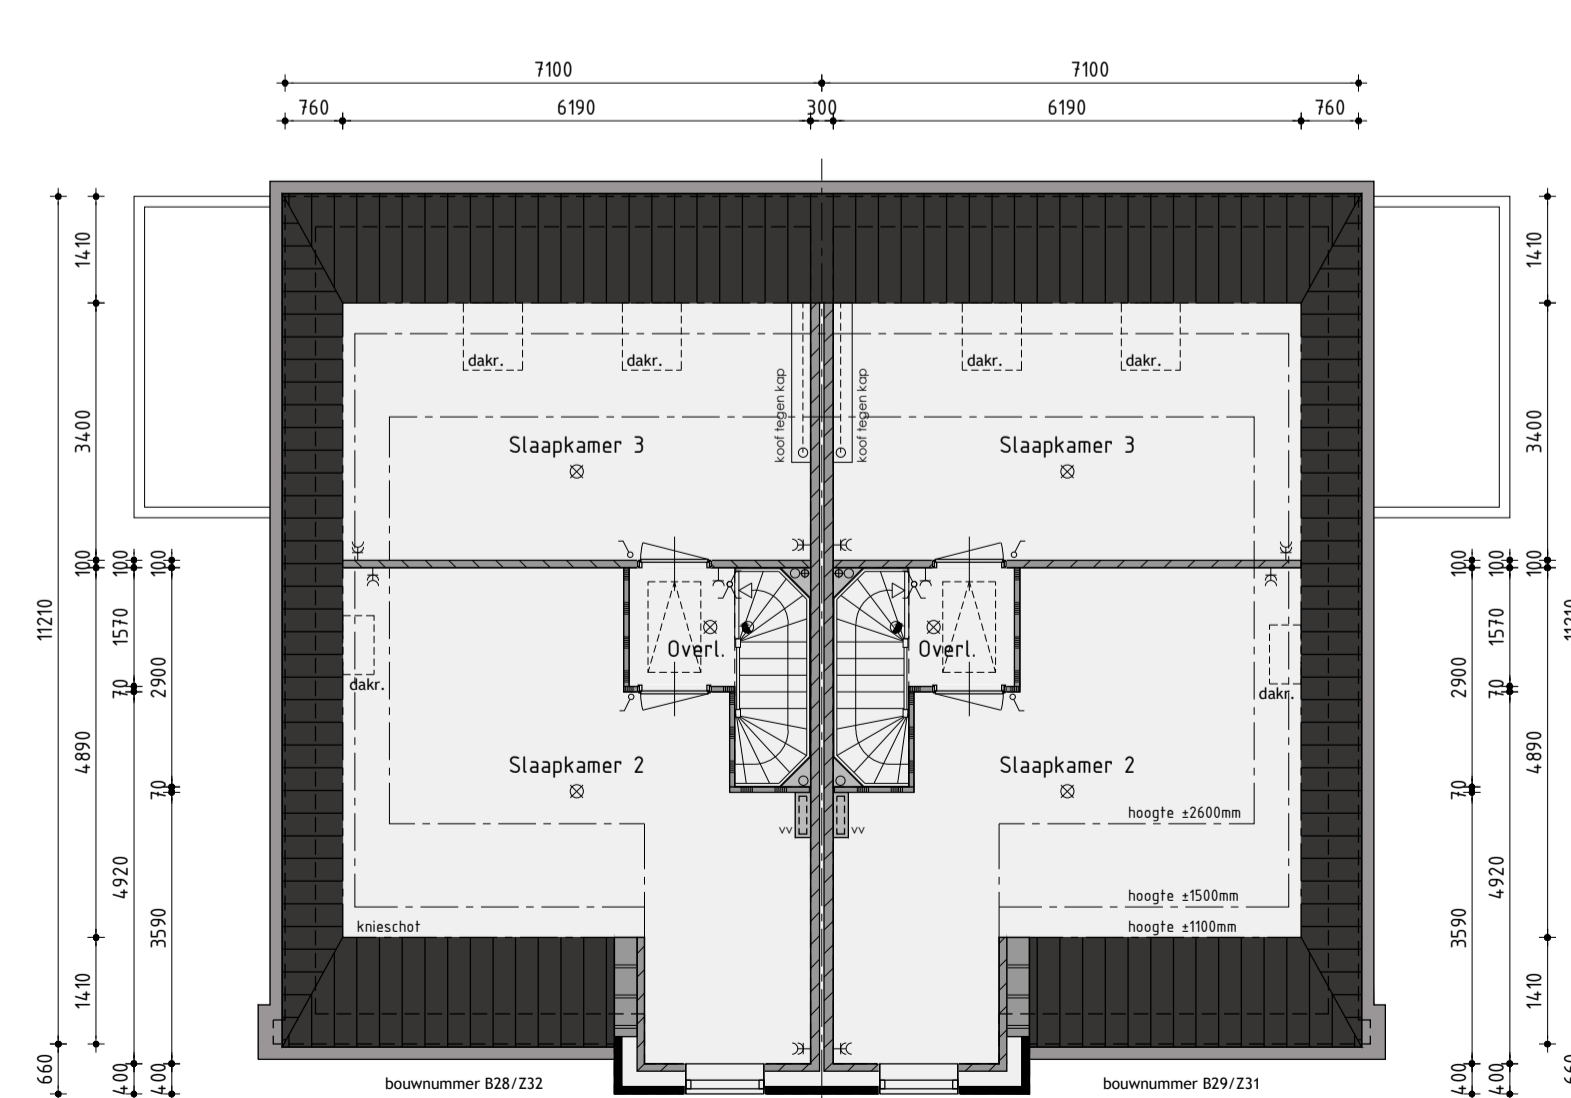 7100 7100
760 6190 300 6190 760
1410 1410
dakr. dakr. dakr. dakr.
koof tegen kap koof tegen kap
3400 3400
Slaapkamer 3 Slaapkamer 3
100 100 100 100 100 100
11210 11210
1570 1570
Overl. Overl.
2900 2900
dakr. dakr.
70 70
4890 4890
Slaapkamer 2 Slaapkamer 2
70 70
hoogte ±2600mm
vv vv
4920 4920
hoogte ±1500mm
3590 3590
knieschot hoogte ±1100mm
1410 1410
660 400 400 400 400 660
bouwnummer B28/Z32 bouwnummer B29/Z31